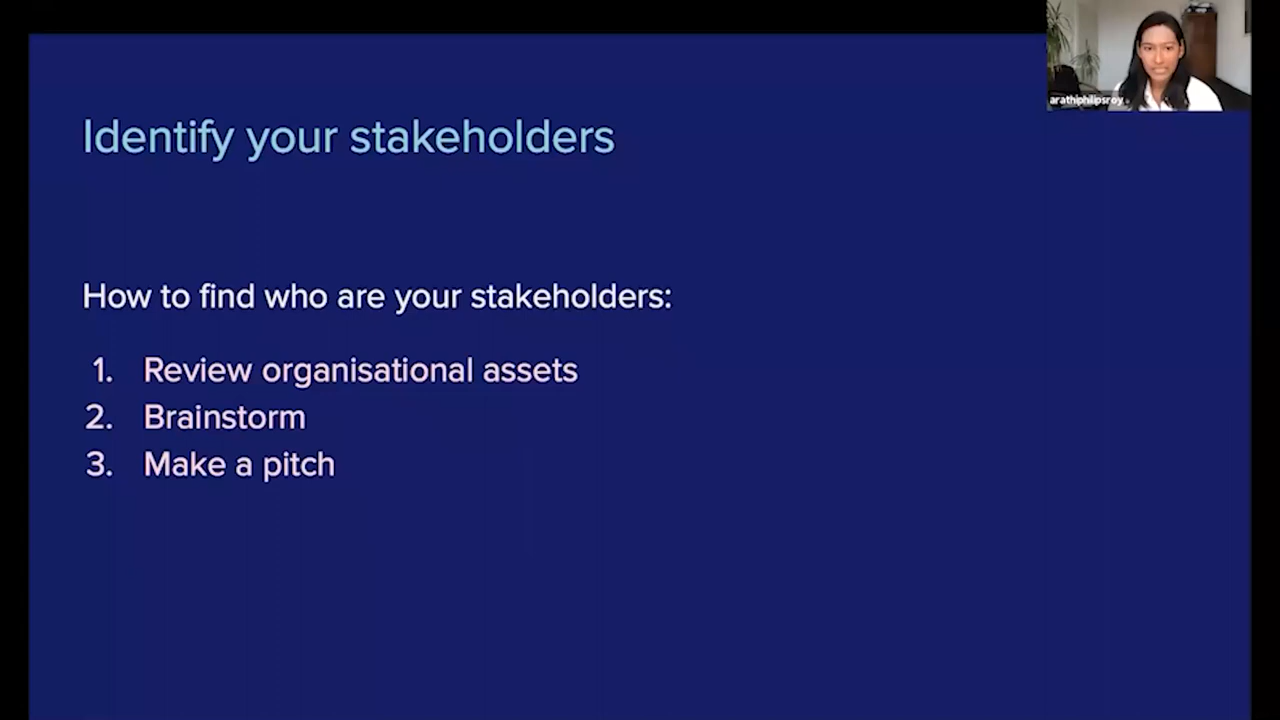 Identify your stakeholders
arathiphilipsroy
How to find who are your stakeholders:
1. Review organisational assets
2. Brainstorm
3. Make a pitch